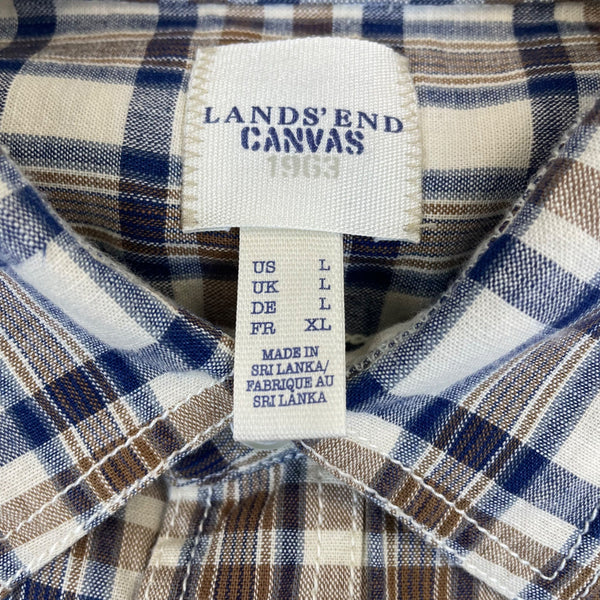 LANDS' END
CANVAS
1963
US L
UK L
DE L
FR XL
MADE IN
SRI LANKA/
FABRIQUE AU
SRI LANKA